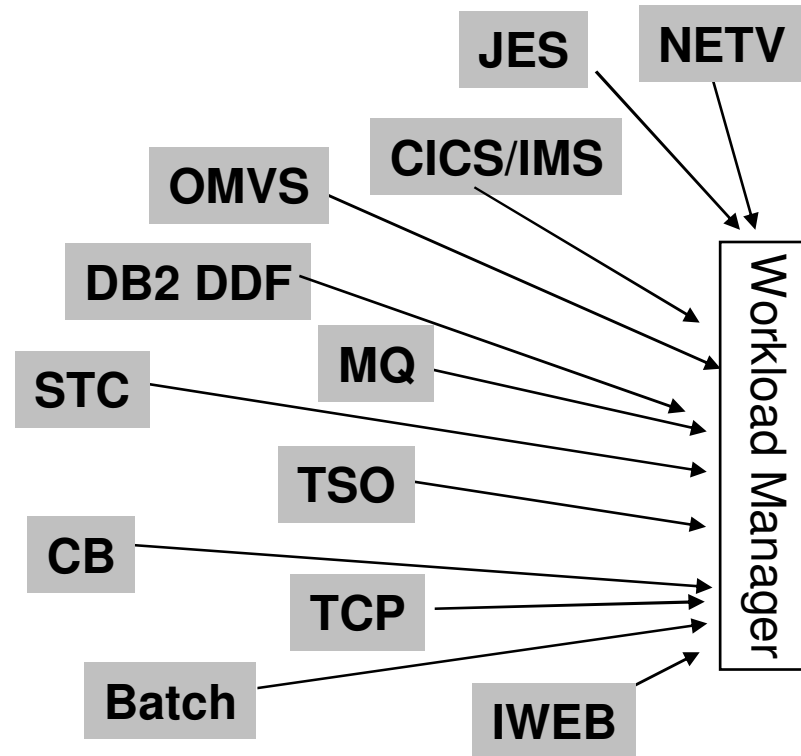 JES
NETV
CICS/IMS
OMVS
DB2 DDF
MQ
STC
TSO
CB
TCP
Batch
IWEB
Workload Manager